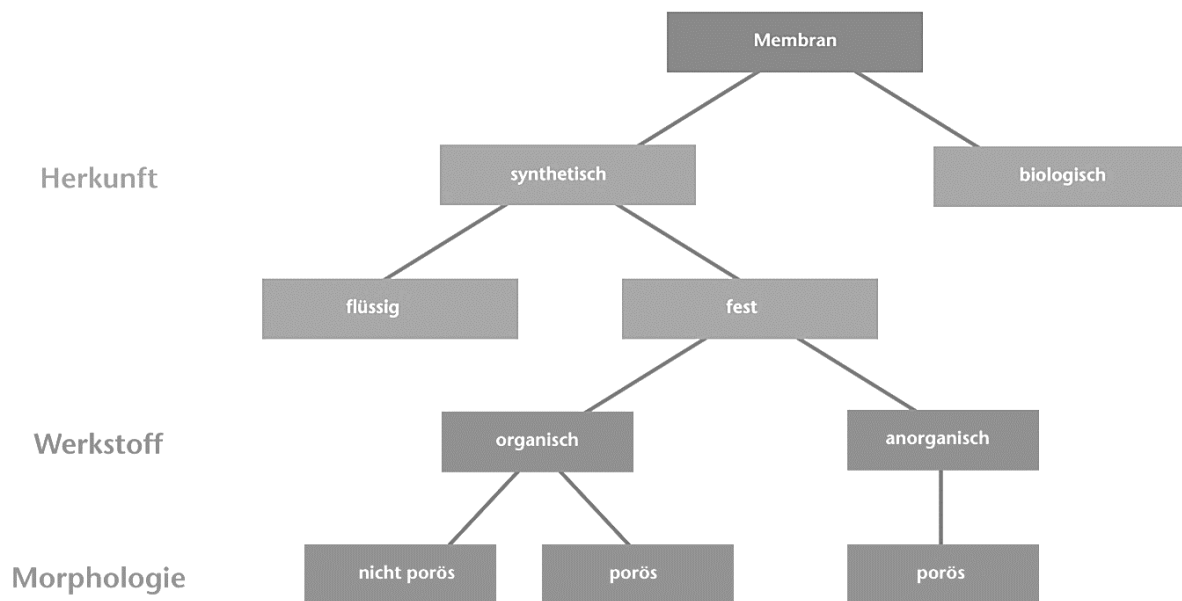 Membran
Herkunft
synthetisch
biologisch
flüssig
fest
Werkstoff
organisch
anorganisch
Morphologie
nicht porös
porös
porös